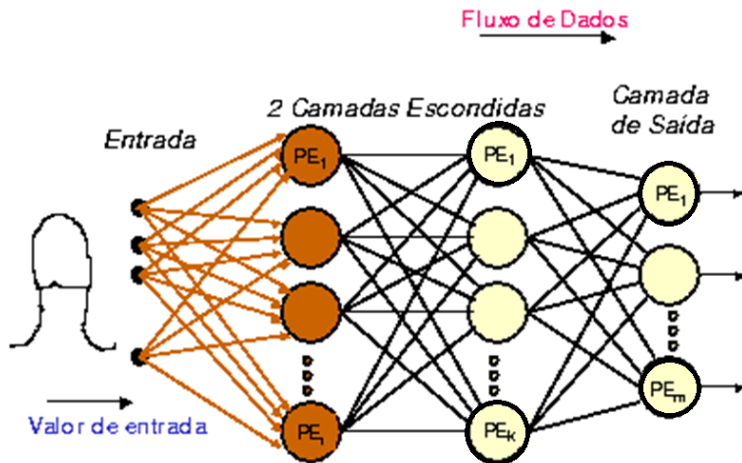 Fluxo de Dados
2 Camadas Escondidas
Camada
de Saída
Entrada
PE1
PE1
PE1
PEm
PEi
PEk
Valor de entrada